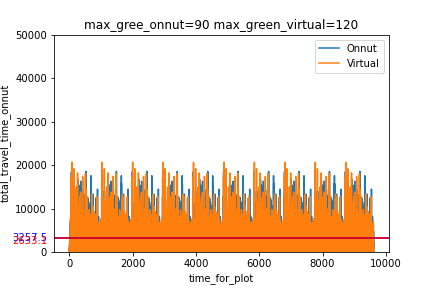 max_gree_onnut=90 max_green_virtual=120
50000
Onnut
Virtual
40000
30000
20000
10000
3257.5
0
total_travel_time_onnut
0 2000 4000 6000 8000 10000
time_for_plot